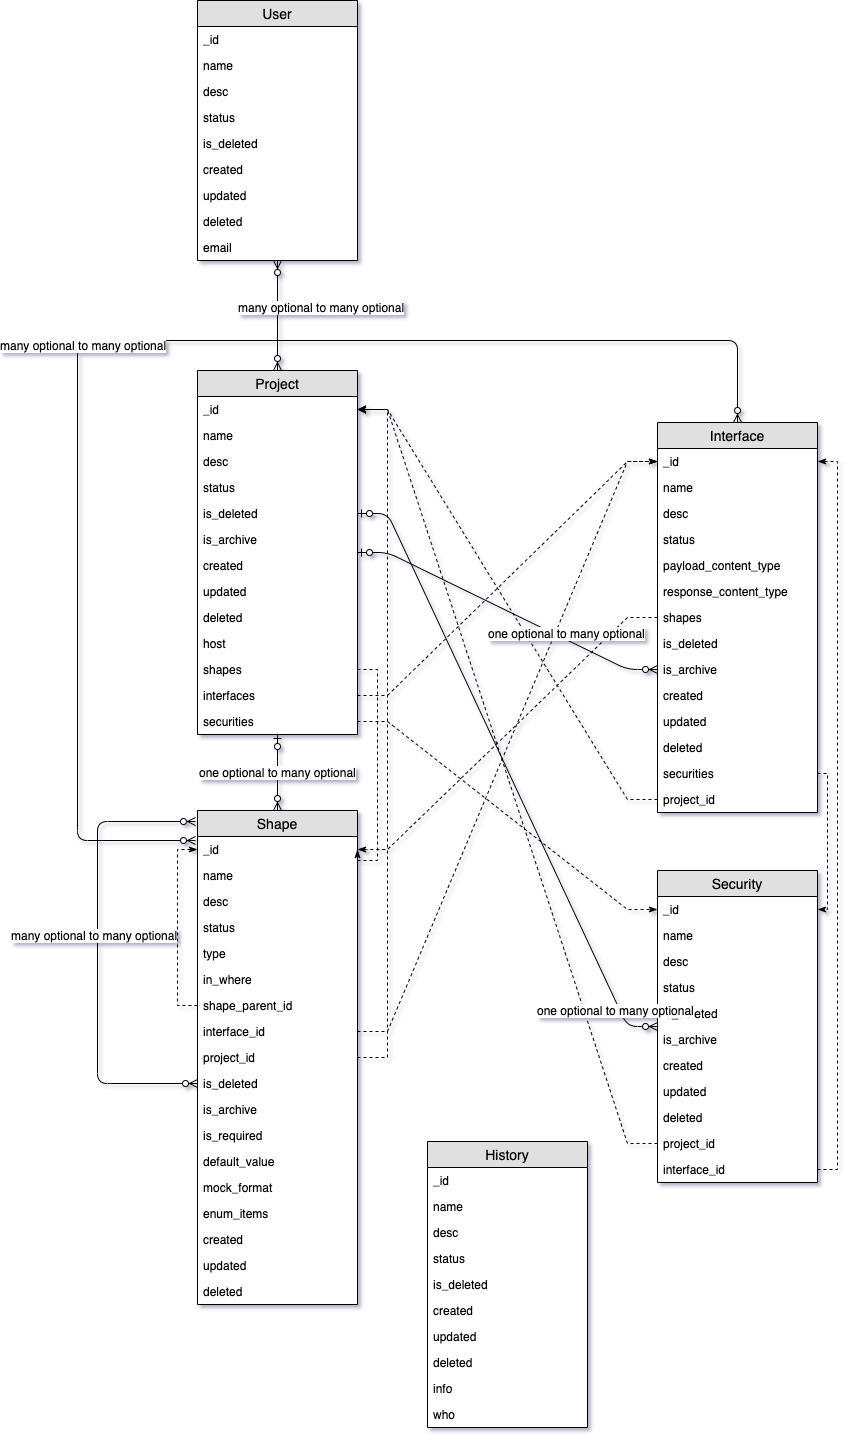 User
_id
name
desc
status
is_deleted
created
updated
deleted
email
many optional to many optional
many optional to many optional
Project
_id
name
desc
status
is_deleted
is_archive
created
updated
deleted
host
shapes
interfaces
securities
Interface
_id
name
desc
status
payload_content_type
response_content_type
shapes
is_deleted
is_archive
created
updated
deleted
securities
project_id
one optional to many optional
one optional to many optional
Shape
_id
name
desc
status
type
in_where
shape_parent_id
interface_id
project_id
is_deleted
is_archive
is_required
default_value
mock_format
enum_items
created
updated
deleted
many optional to many optional
Security
_id
name
desc
status
one optional to many optional
is_archive
created
updated
deleted
project_id
interface_id
History
_id
name
desc
status
is_deleted
created
updated
deleted
info
who